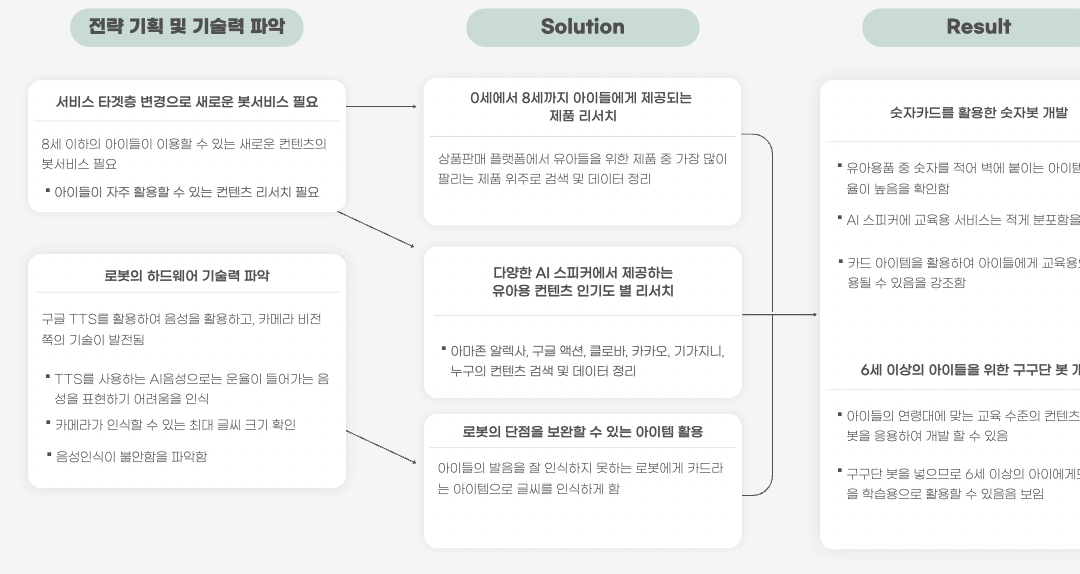 전략 기획 및 기술력 파악
서비스 타겟층 변경으로 새로운 봇서비스 필요
8세 이하의 아이들이 이용할 수 있는 새로운 컨텐츠의
봇서비스 필요
▪ 아이들이 자주 활용할 수 있는 컨텐츠 리서치 필요
로봇의 하드웨어 기술력 파악
구글 TTS를 활용하여 음성을 활용하고, 카메라 비전
쪽의 기술이 발전됨
▪ TTS를 사용하는 AI음성으로는 운율이 들어가는 음
성을 표현하기 어려움을 인식
▪ 카메라가 인식할 수 있는 최대 글씨 크기 확인
▪ 음성인식이 불안함을 파악함
Solution
0세에서 8세까지 아이들에게 제공되는
제품 리서치
상품판매 플랫폼에서 유아들을 위한 제품 중 가장 많이
팔리는 제품 위주로 검색 및 데이터 정리
다양한 AI 스피커에서 제공하는
유아용 컨텐츠 인기도 별 리서치
▪ 아마존 알렉사, 구글 액션, 클로바, 카카오, 기가지니,
누구의 컨텐츠 검색 및 데이터 정리
로봇의 단점을 보완할 수 있는 아이템 활용
아이들의 발음을 잘 인식하지 못하는 로봇에게 카드라
는 아이템으로 글씨를 인식하게 함
Result
숫자카드를 활용한 숫자봇 개발
▪ 유아용품 중 숫자를 적어 벽에 붙이는
율이 높음을 확인함
▪ AI 스피커에 교육용 서비스는 적게 분포함을
▪ 카드 아이템을 활용하여 아이들에게
용될 수 있음을 강조함
6세 이상의 아이들을 위한 구구단 봇
▪ 아이들의 연령대에 맞는 교육 수준의 컨텐츠
봇을 응용하여 개발 할 수 있음
▪ 구구단 봇을 넣으므로 6세 이상의
을 학습용으로 활용할 수 있음음 보임